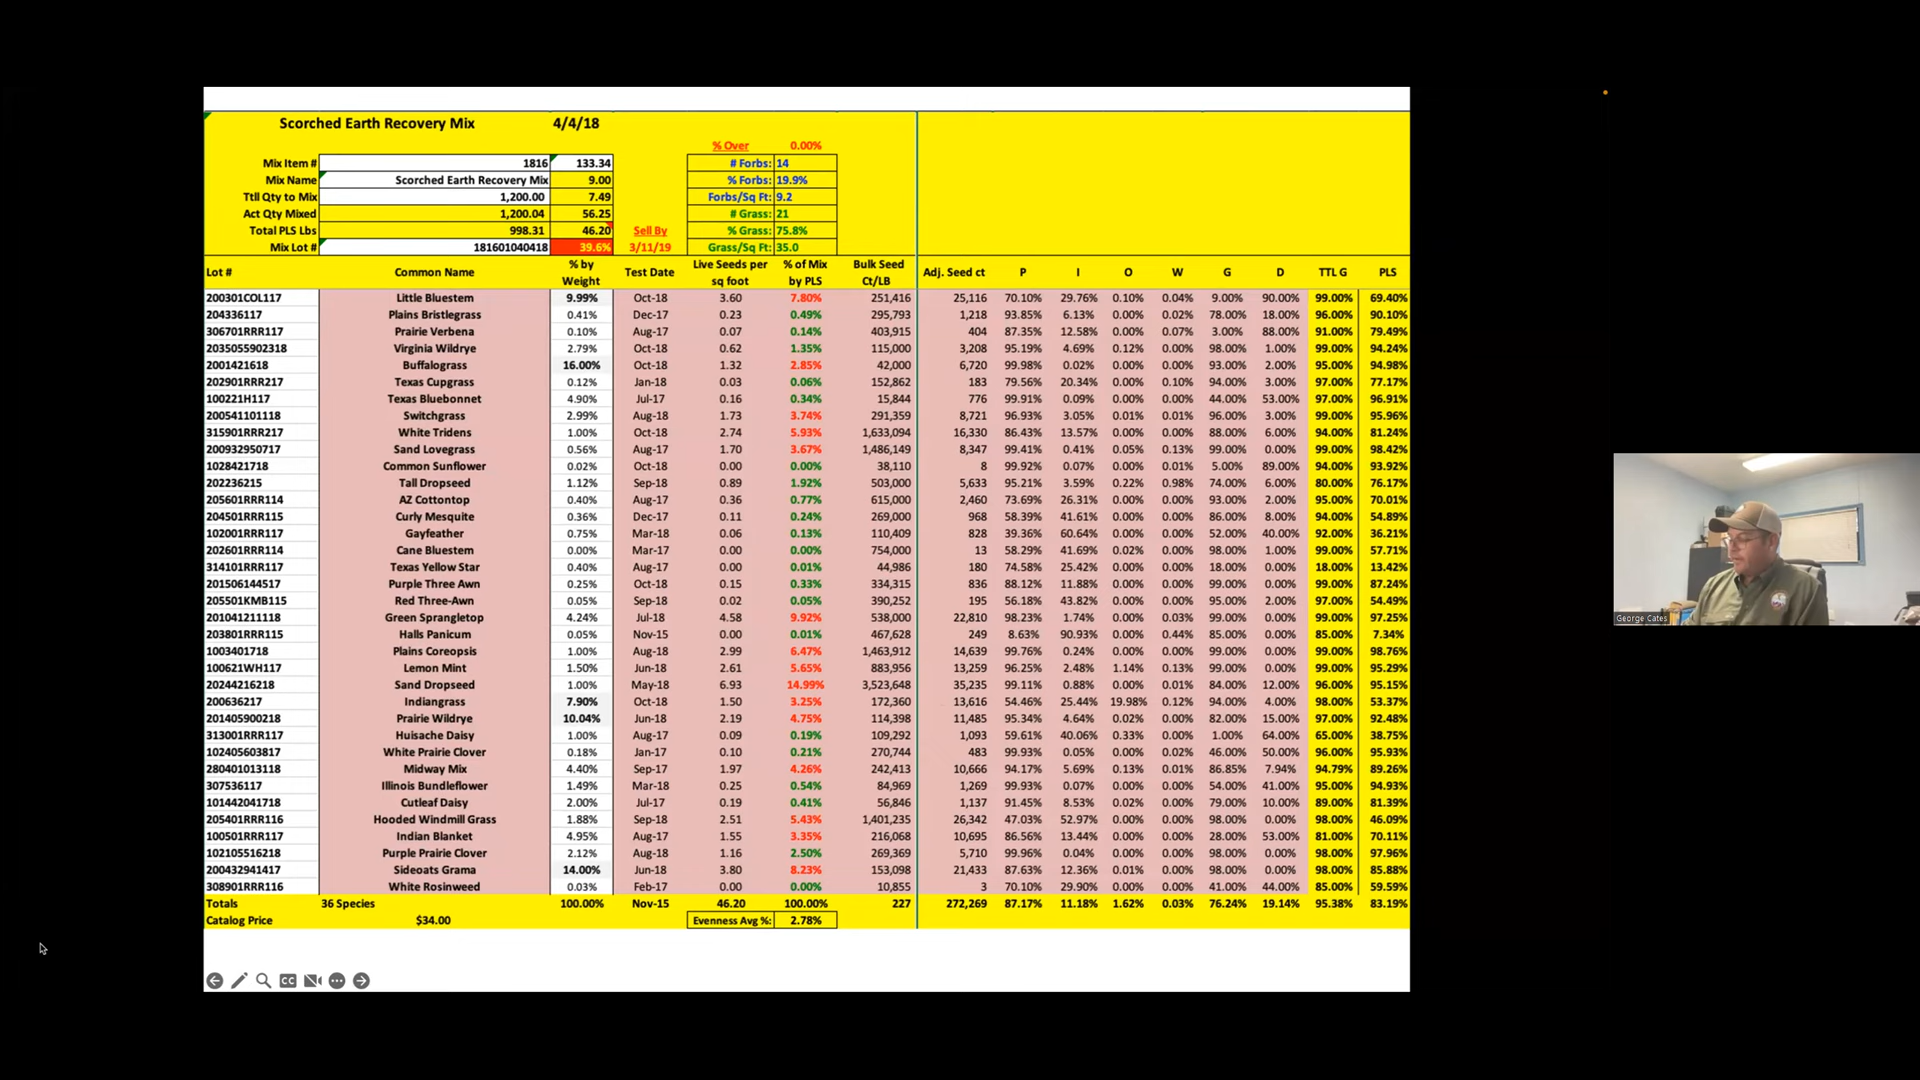 Scorched Earth Recovery Mix 4/4/18
% Over 0.00%
Mix Item # 1816 133.34 # Forbs: 14
Mix Name Scorched Earth Recovery Mix 9.00 % Forbs: 19.9%
Ttll Qty to Mix 1,200.00 7.49 Forbs/Sq Ft: 9.2
Act Qty Mixed 1,200.04 56.25 # Grass: 21
Total PLS Lbs 998.31 46.20 Sell By % Grass: 75.8%
Mix Lot # 181601040418 39.6% 3/11/19 Grass/Sq Ft: 35.0
Lot # Common Name % by Weight Test Date Live Seeds per sq foot % of Mix by PLS Bulk Seed Ct/LB Adj. Seed ct P I O W G D TTL G PLS
200301COL117 Little Bluestem 9.99% Oct-18 3.60 7.80% 251,416 25,116 70.10% 29.76% 0.10% 0.04% 9.00% 90.00% 99.00% 69.40%
204336117 Plains Bristlegrass 0.41% Dec-17 0.23 0.49% 295,793 1,218 93.85% 6.13% 0.00% 0.02% 78.00% 18.00% 96.00% 90.10%
306701RRR117 Prairie Verbena 0.10% Aug-17 0.07 0.14% 403,915 404 87.35% 12.58% 0.00% 0.07% 3.00% 88.00% 91.00% 79.49%
2035055902318 Virginia Wildrye 2.79% Oct-18 0.62 1.35% 115,000 3,208 95.19% 4.69% 0.12% 0.00% 98.00% 1.00% 99.00% 94.24%
2001421618 Buffalograss 16.00% Oct-18 1.32 2.85% 42,000 6,720 99.98% 0.02% 0.00% 0.00% 93.00% 2.00% 95.00% 94.98%
202901RRR217 Texas Cupgrass 0.12% Jan-18 0.03 0.06% 152,862 183 79.56% 20.34% 0.00% 0.10% 94.00% 3.00% 97.00% 77.17%
100221H117 Texas Bluebonnet 4.90% Jul-17 0.16 0.34% 15,844 776 99.91% 0.09% 0.00% 0.00% 44.00% 53.00% 97.00% 96.91%
200541101118 Switchgrass 2.99% Aug-18 1.73 3.74% 291,359 8,721 96.93% 3.05% 0.01% 0.01% 96.00% 3.00% 99.00% 95.96%
315901RRR217 White Tridens 1.00% Oct-18 2.74 5.93% 1,633,094 16,330 86.43% 13.57% 0.00% 0.00% 88.00% 6.00% 94.00% 81.24%
200932950717 Sand Lovegrass 0.56% Aug-17 1.70 3.67% 1,486,149 8,347 99.41% 0.41% 0.05% 0.13% 99.00% 0.00% 99.00% 98.42%
1028421718 Common Sunflower 0.02% Oct-18 0.00 0.00% 38,110 8 99.92% 0.07% 0.00% 0.01% 5.00% 89.00% 94.00% 93.92%
202236215 Tall Dropseed 1.12% Sep-18 0.89 1.92% 503,000 5,633 95.21% 3.59% 0.22% 0.98% 74.00% 6.00% 80.00% 76.17%
205601RRR114 AZ Cottontop 0.40% Aug-17 0.36 0.77% 615,000 2,460 73.69% 26.31% 0.00% 0.00% 93.00% 2.00% 95.00% 70.01%
204501RRR115 Curly Mesquite 0.36% Dec-17 0.11 0.24% 269,000 968 58.39% 41.61% 0.00% 0.00% 86.00% 8.00% 94.00% 54.89%
102001RRR117 Gayfeather 0.75% Mar-18 0.06 0.13% 110,409 828 39.36% 60.64% 0.00% 0.00% 52.00% 40.00% 92.00% 36.21%
202601RRR114 Cane Bluestem 0.00% Mar-17 0.00 0.00% 754,000 13 58.29% 41.69% 0.02% 0.00% 98.00% 1.00% 99.00% 57.71%
314101RRR117 Texas Yellow Star 0.40% Aug-17 0.00 0.01% 44,986 180 74.58% 25.42% 0.00% 0.00% 18.00% 0.00% 18.00% 13.42%
201506144517 Purple Three Awn 0.25% Oct-18 0.15 0.33% 334,315 836 88.12% 11.88% 0.00% 0.00% 99.00% 0.00% 99.00% 87.24%
205501KMB115 Red Three-Awn 0.05% Sep-18 0.02 0.05% 390,252 195 56.18% 43.82% 0.00% 0.00% 95.00% 2.00% 97.00% 54.49%
201041211118 Green Sprangletop 4.24% Jul-18 4.58 9.92% 538,000 22,810 98.23% 1.74% 0.00% 0.03% 99.00% 0.00% 99.00% 97.25%
203801RRR115 Halls Panicum 0.05% Nov-15 0.00 0.01% 467,628 249 8.63% 90.93% 0.00% 0.44% 85.00% 0.00% 85.00% 7.34%
1003401718 Plains Coreopsis 1.00% Aug-18 2.99 6.47% 1,463,912 14,639 99.76% 0.24% 0.00% 0.00% 99.00% 0.00% 99.00% 98.76%
100621WH117 Lemon Mint 1.50% Jun-18 2.61 5.65% 883,956 13,259 96.25% 2.48% 1.14% 0.13% 99.00% 0.00% 99.00% 95.29%
20244216218 Sand Dropseed 1.00% May-18 6.93 14.99% 3,523,648 35,235 99.11% 0.88% 0.00% 0.01% 84.00% 12.00% 96.00% 95.15%
200636217 Indiangrass 7.90% Oct-18 1.50 3.25% 172,360 13,616 54.46% 25.44% 19.98% 0.12% 94.00% 4.00% 98.00% 53.37%
201405900218 Prairie Wildrye 10.04% Jun-18 2.19 4.75% 114,398 11,485 95.34% 4.64% 0.02% 0.00% 82.00% 15.00% 97.00% 92.48%
313001RRR117 Huisache Daisy 1.00% Aug-17 0.09 0.19% 109,292 1,093 59.61% 40.06% 0.33% 0.00% 1.00% 64.00% 65.00% 38.75%
102405603817 White Prairie Clover 0.18% Jan-17 0.10 0.21% 270,744 483 99.93% 0.05% 0.00% 0.02% 46.00% 50.00% 96.00% 95.93%
280401013118 Midway Mix 4.40% Sep-17 1.97 4.26% 242,413 10,666 94.17% 5.69% 0.13% 0.01% 86.85% 7.94% 94.79% 89.26%
307536117 Illinois Bundleflower 1.49% Mar-18 0.25 0.54% 84,969 1,269 99.93% 0.07% 0.00% 0.00% 54.00% 41.00% 95.00% 94.93%
101442041718 Cutleaf Daisy 2.00% Jul-17 0.19 0.41% 56,846 1,137 91.45% 8.53% 0.02% 0.00% 79.00% 10.00% 89.00% 81.39%
205401RRR116 Hooded Windmill Grass 1.88% Sep-18 2.51 5.43% 1,401,235 26,342 47.03% 52.97% 0.00% 0.00% 98.00% 0.00% 98.00% 46.09%
100501RRR117 Indian Blanket 4.95% Aug-17 1.55 3.35% 216,068 10,695 86.56% 13.44% 0.00% 0.00% 28.00% 53.00% 81.00% 70.11%
102105516218 Purple Prairie Clover 2.12% Aug-18 1.16 2.50% 269,369 5,710 99.96% 0.04% 0.00% 0.00% 98.00% 0.00% 98.00% 97.96%
200432941417 Sideoats Grama 14.00% Jun-18 3.80 8.23% 153,098 21,433 87.63% 12.36% 0.01% 0.00% 98.00% 0.00% 98.00% 85.88%
308901RRR116 White Rosinweed 0.03% Feb-17 0.00 0.00% 10,855 3 70.10% 29.90% 0.00% 0.00% 41.00% 44.00% 85.00% 59.59%
Totals 36 Species 100.00% Nov-15 46.20 100.00% 227 272,269 87.17% 11.18% 1.62% 0.03% 76.24% 19.14% 95.38% 83.19%
Catalog Price $34.00 Evenness Avg %: 2.78%
CC
George Cates